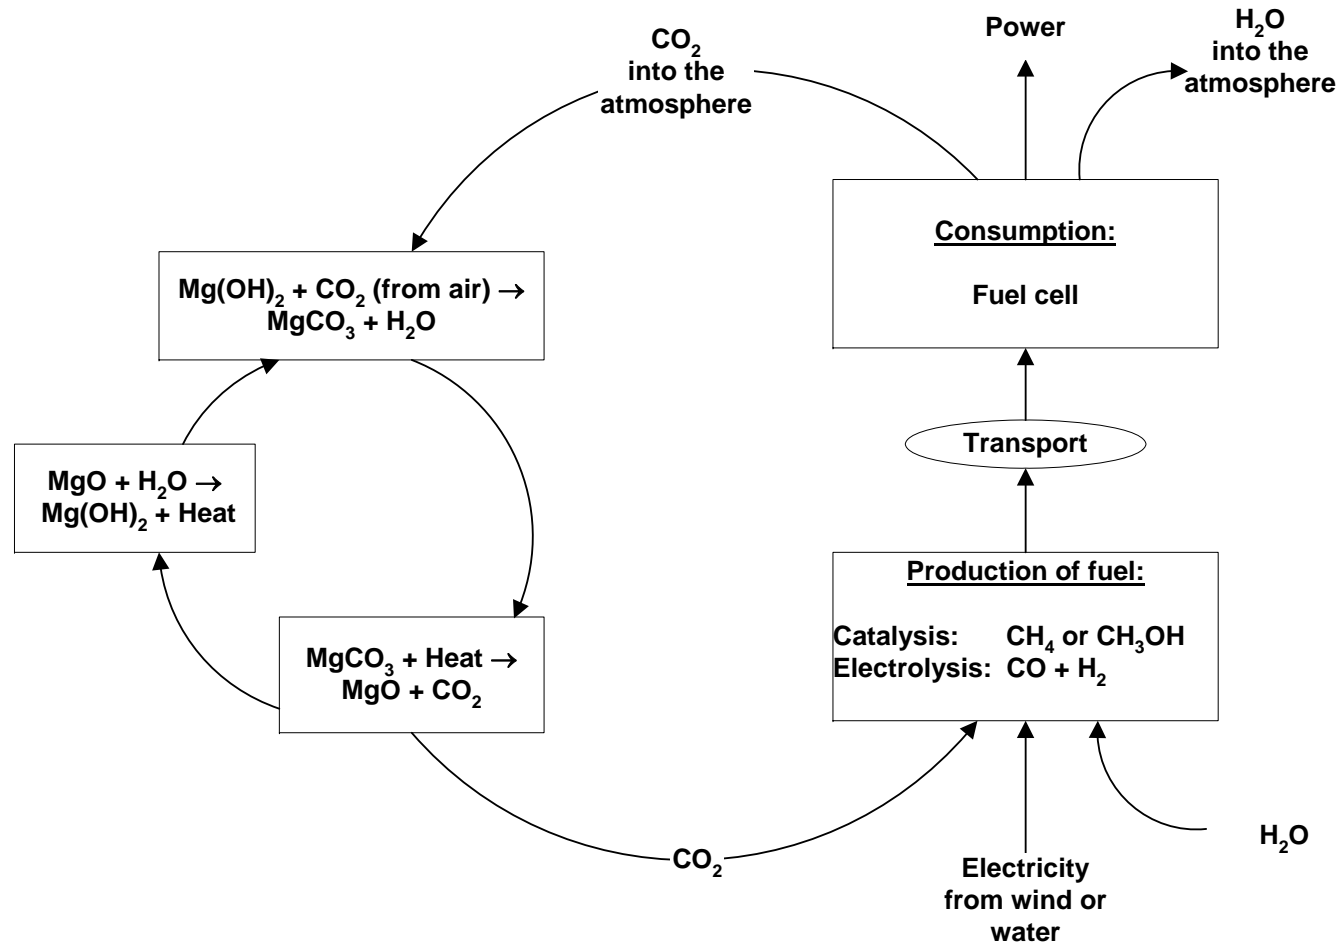 CO₂
into the
atmosphere
Power
H₂O
into the
atmosphere
Consumption:
Fuel cell
Mg(OH)₂ + CO₂ (from air) →
MgCO₃ + H₂O
Transport
MgO + H₂O →
Mg(OH)₂ + Heat
Production of fuel:
Catalysis: CH₄ or CH₃OH
Electrolysis: CO + H₂
MgCO₃ + Heat →
MgO + CO₂
CO₂
Electricity
from wind or
water
H₂O